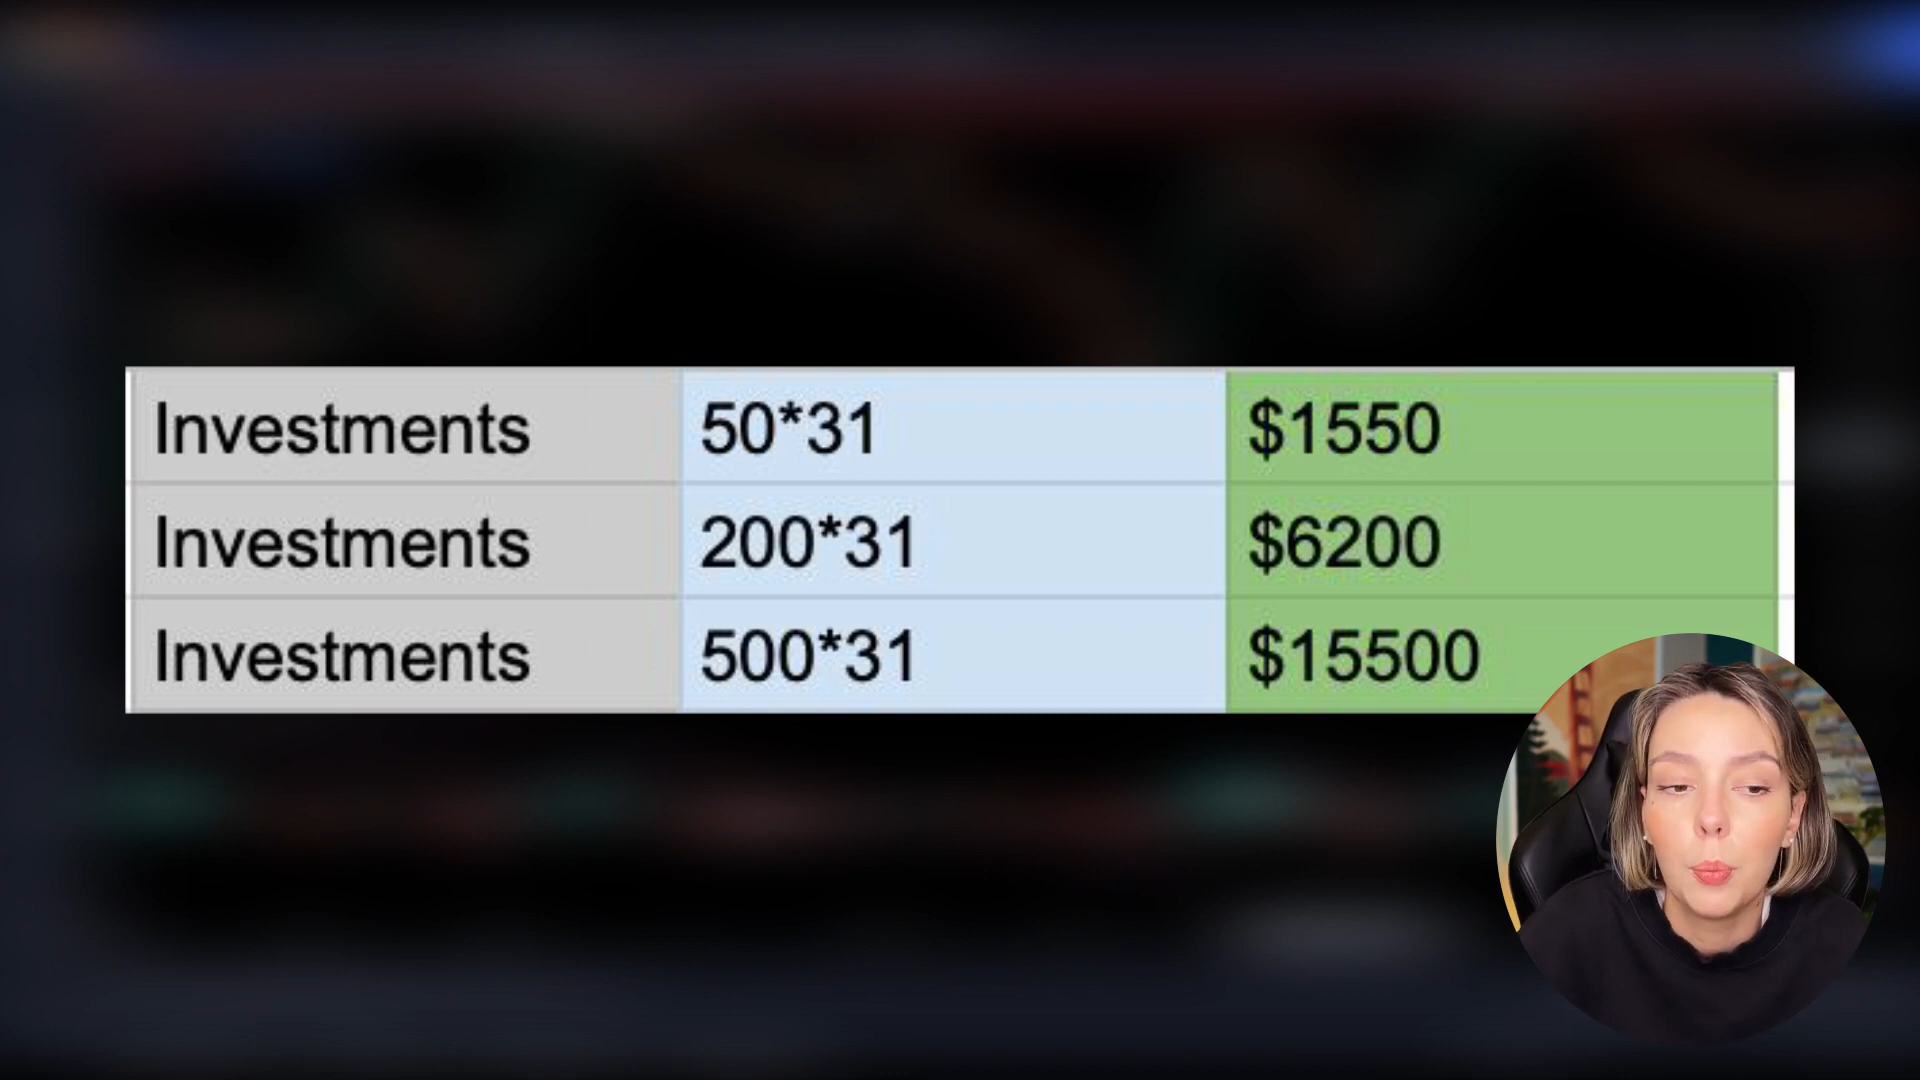 Investments 50*31 $1550
Investments 200*31 $6200
Investments 500*31 $15500